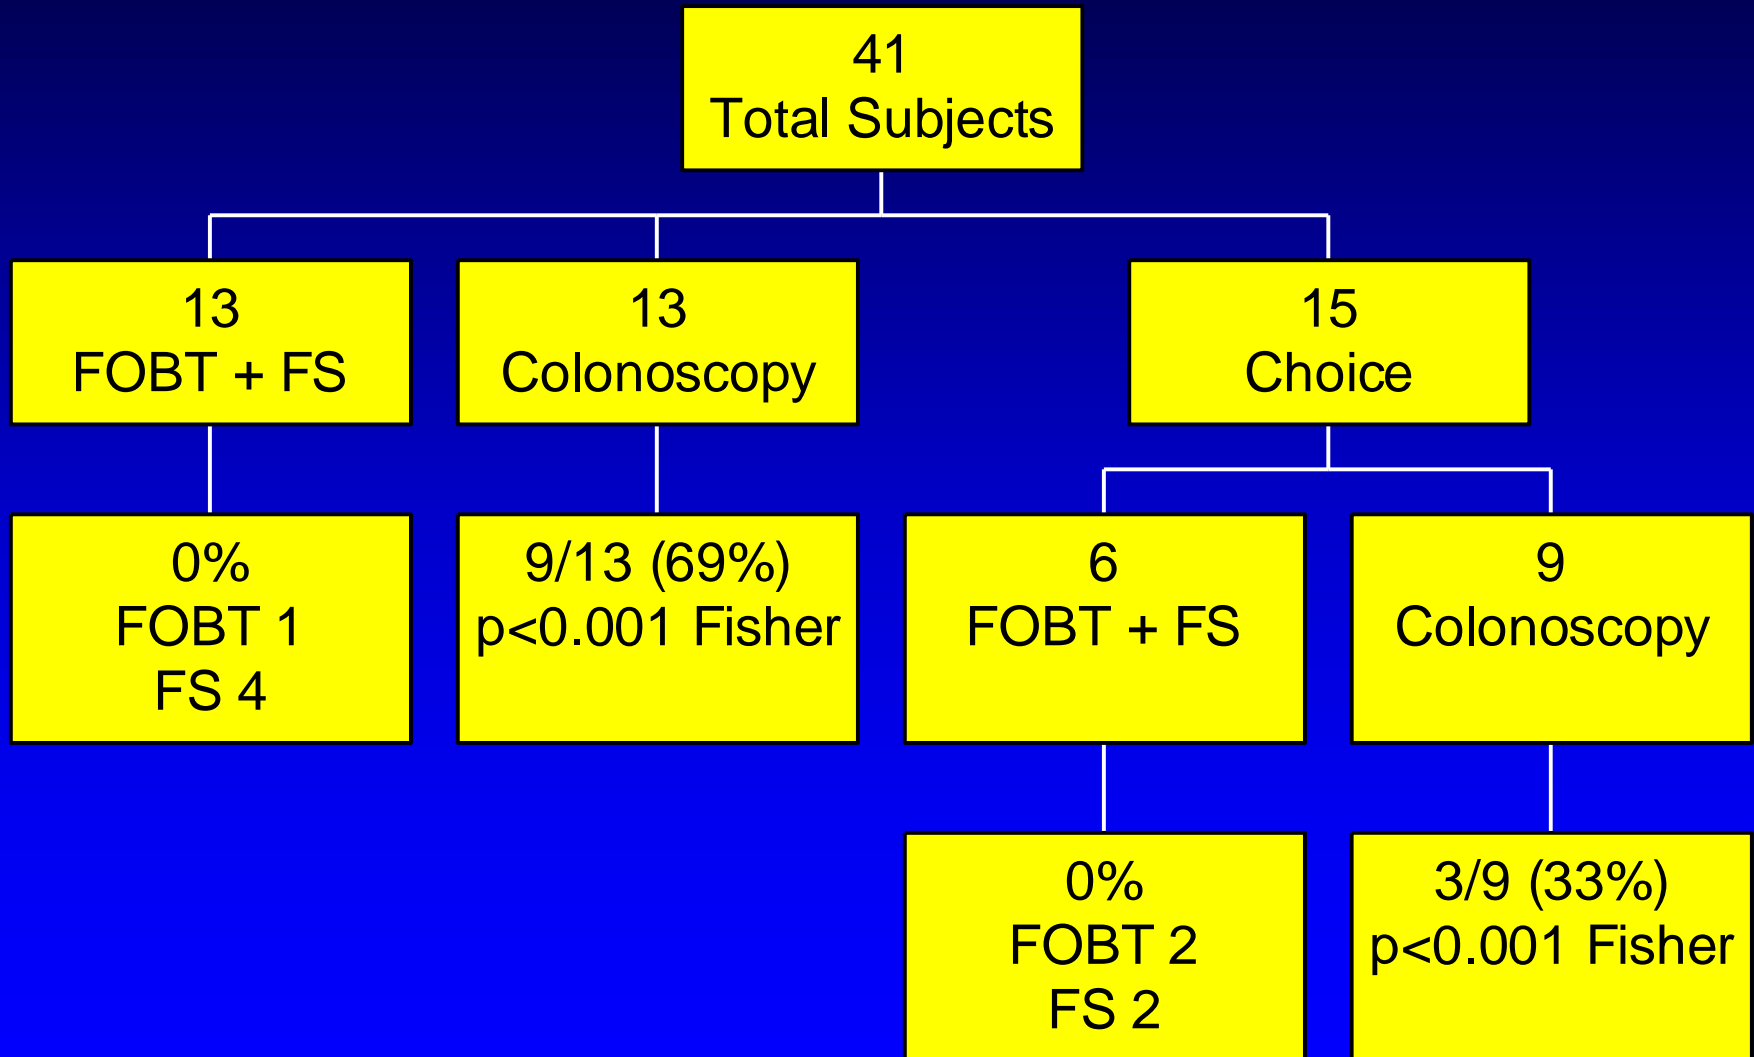 41
Total Subjects
13
FOBT + FS
13
Colonoscopy
15
Choice
0%
FOBT 1
FS 4
9/13 (69%)
p<0.001 Fisher
6
FOBT + FS
9
Colonoscopy
0%
FOBT 2
FS 2
3/9 (33%)
p<0.001 Fisher